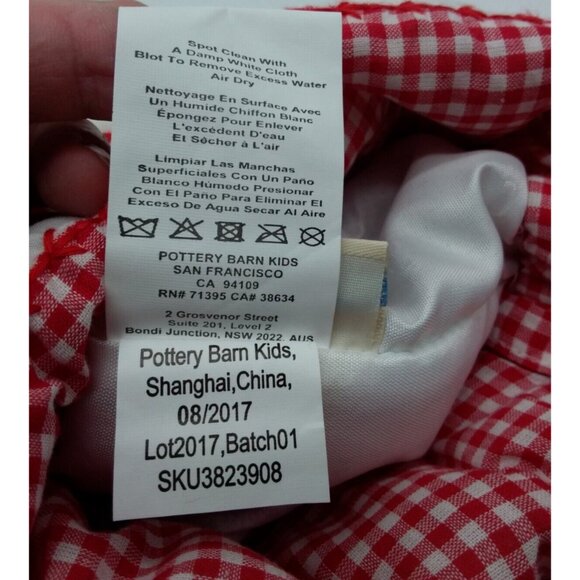 Spot Clean With
A Damp White Cloth
Blot To Remove Excess Water
Air Dry
Nettoyage En Surface Avec
Un Humide Chiffon Blanc
Épongez Pour Enlever
L'excédent D'eau
Et Sécher À L'air
Limpiar Las Manchas
Superficiales Con Un Paño
Blanco Húmedo Presionar
Con El Paño Para Eliminar El
Exceso De Agua Secar Al Aire
POTTERY BARN KIDS
SAN FRANCISCO
CA 94109
RN# 71395 CA# 38634
2 Grosvenor Street
Suite 201, Level 2
Bondi Junction, NSW 2022, AUS
Pottery Barn Kids,
Shanghai,China,
08/2017
Lot2017,Batch01
SKU3823908